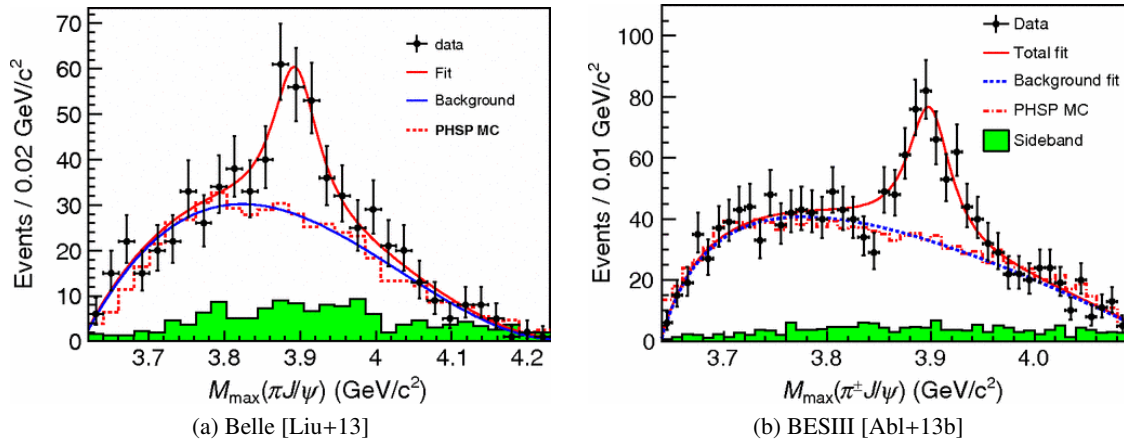 70
60
50
40
30
20
10
0
Events / 0.02 GeV/c²
data
Fit
Background
PHSP MC
3.7
3.8
3.9
4
4.1
4.2
M_max(πJ/ψ) (GeV/c²)
(a) Belle [Liu+13]
100
80
60
40
20
0
Events / 0.01 GeV/c²
Data
Total fit
Background fit
PHSP MC
Sideband
3.7
3.8
3.9
4.0
M_max(π±J/ψ) (GeV/c²)
(b) BESIII [Abl+13b]